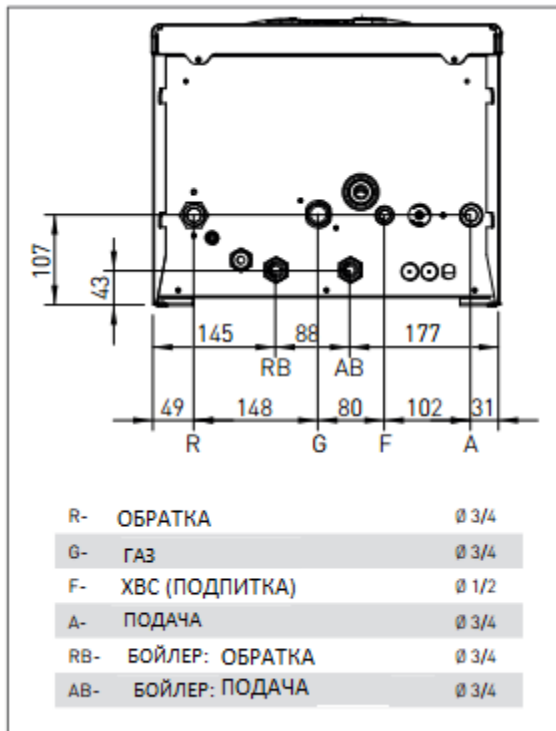 107
43
145 88 177
RB AB
49 148 80 102 31
R G F A
R- ОБРАТКА Ø 3/4
G- ГАЗ Ø 3/4
F- ХВС (ПОДПИТКА) Ø 1/2
A- ПОДАЧА Ø 3/4
RB- БОЙЛЕР: ОБРАТКА Ø 3/4
AB- БОЙЛЕР: ПОДАЧА Ø 3/4